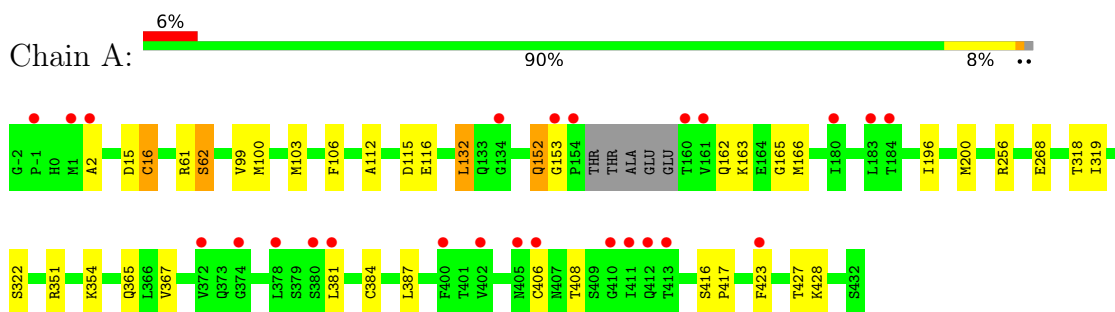 6%
Chain A:
90% 8% ••
G-2 P-1 H0 M1 A2 D15 C16 R61 S62 V99 M100 M103 F106 A112 D115 E116 L132 Q133 G134 Q152 G153 P154 THR THR ALA GLU GLU T160 V161 Q162 K163 E164 G165 M166 I180 L183 T184 I196 M200 R256 E268 T318 I319
S322 R351 K354 Q365 L366 V367 V372 Q373 G374 L378 S379 S380 L381 C384 L387 F400 T401 V402 N405 C406 N407 T408 S409 G410 I411 Q412 T413 S416 P417 F423 T427 K428 S432